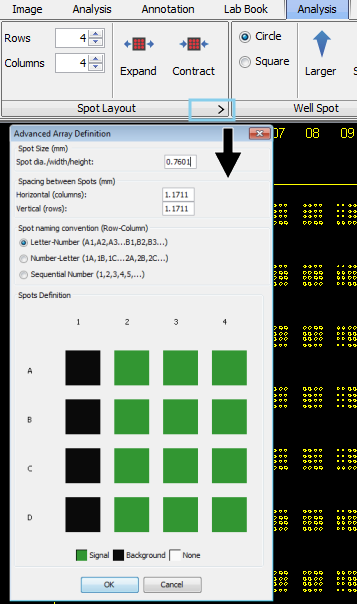 Image Analysis Annotation Lab Book Analysis
Rows 4
Columns 4
Expand Contract
Circle
Square
Larger
Spot Layout > Well Spot
Advanced Array Definition
Spot Size (mm)
Spot dia./width/height: 0.7601
Spacing between Spots (mm)
Horizontal (columns): 1.1711
Vertical (rows): 1.1711
Spot naming convention (Row-Column)
Letter-Number (A1,A2,A3...B1,B2,B3...)
Number-Letter (1A,1B,1C...2A,2B,2C...)
Sequential Number (1,2,3,4,5,...)
Spots Definition
1 2 3 4
A
B
C
D
Signal Background None
OK Cancel
07 08 09